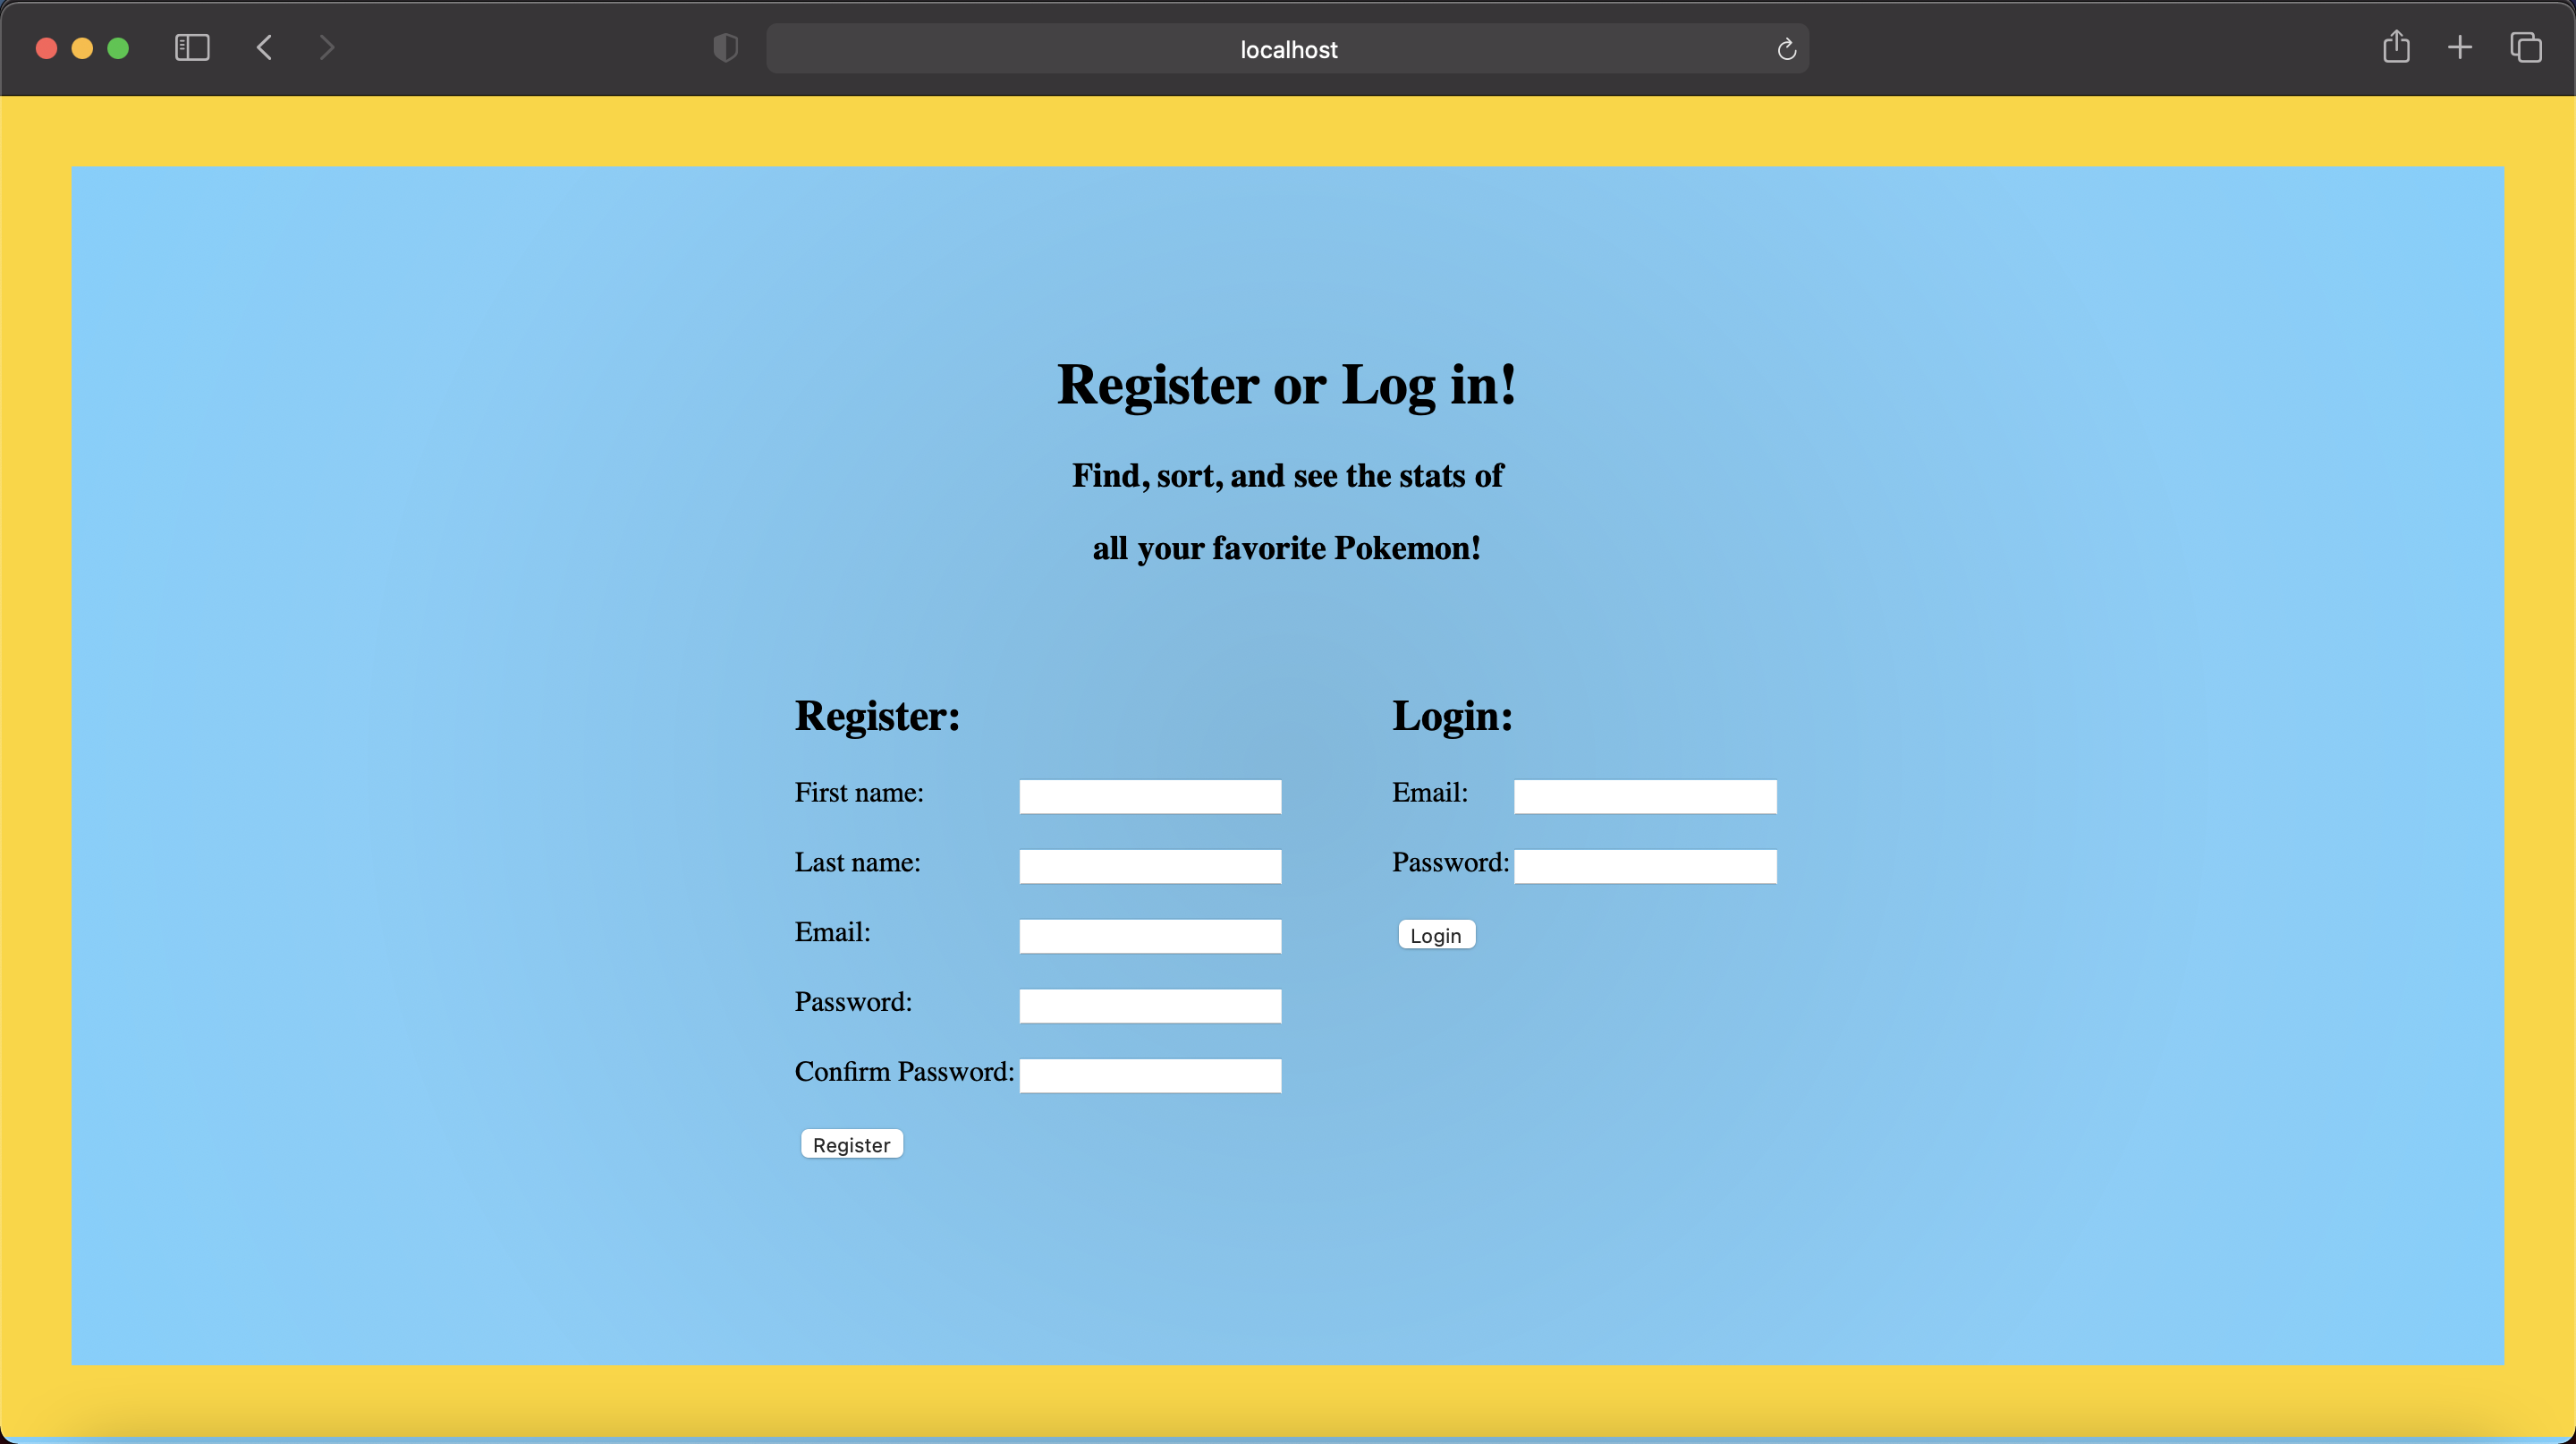 localhost
Register or Log in!
Find, sort, and see the stats of
all your favorite Pokemon!
Register:
First name:
Last name:
Email:
Password:
Confirm Password:
Register
Login:
Email:
Password:
Login